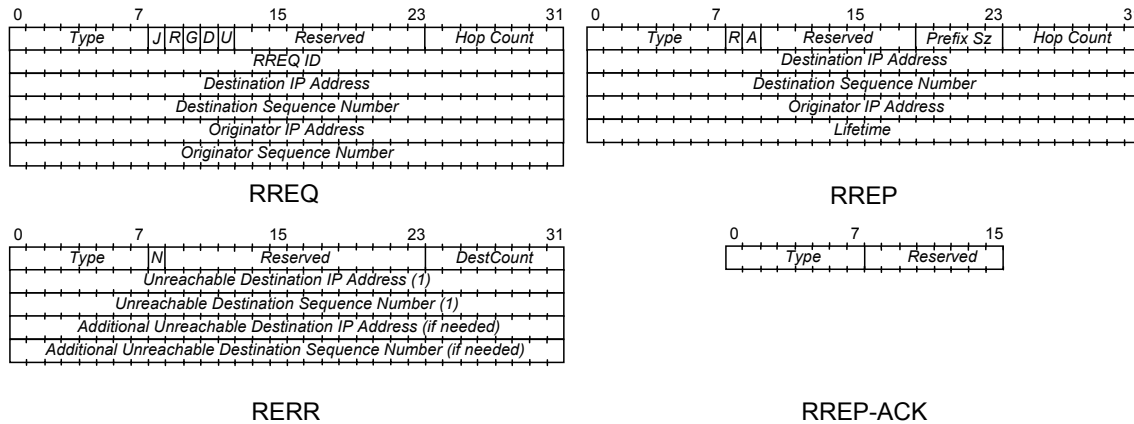 0 7 15 23 31
Type J R G D U Reserved Hop Count
RREQ ID
Destination IP Address
Destination Sequence Number
Originator IP Address
Originator Sequence Number
RREQ
0 7 15 23 3
Type R A Reserved Prefix Sz Hop Count
Destination IP Address
Destination Sequence Number
Originator IP Address
Lifetime
RREP
0 7 15 23 31
Type N Reserved DestCount
Unreachable Destination IP Address (1)
Unreachable Destination Sequence Number (1)
Additional Unreachable Destination IP Address (if needed)
Additional Unreachable Destination Sequence Number (if needed)
RERR
0 7 15
Type Reserved
RREP-ACK